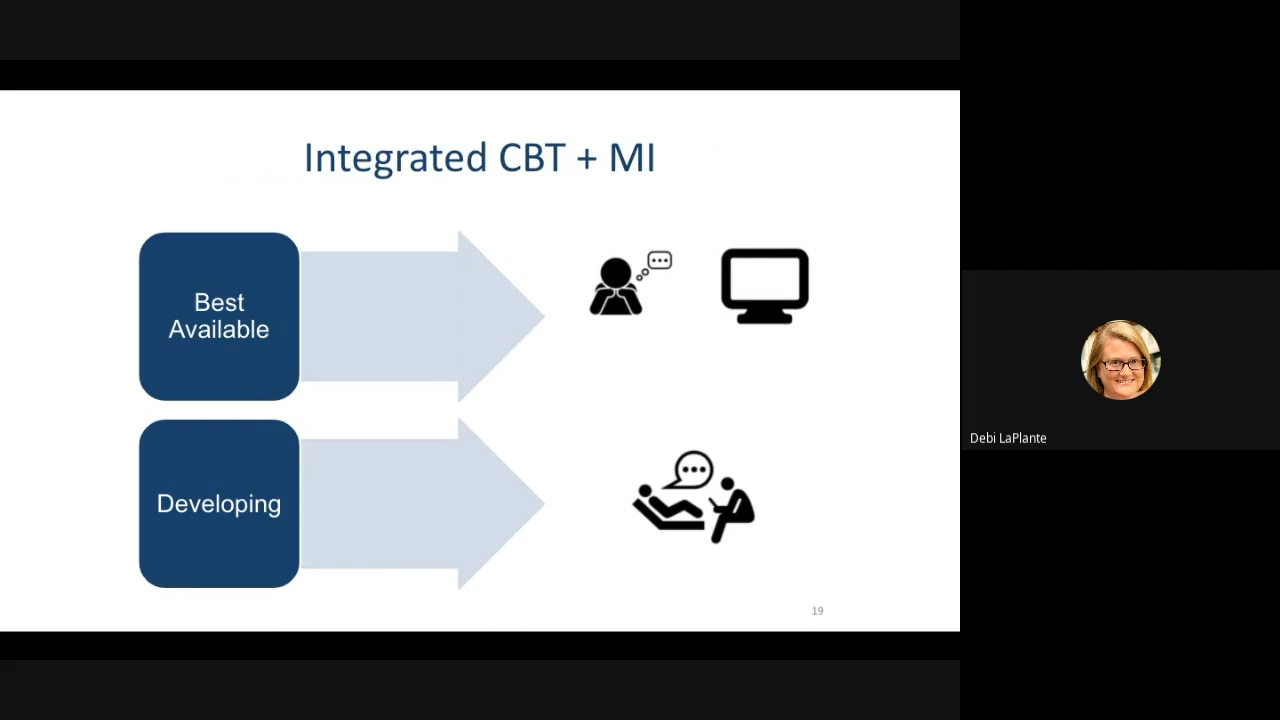 Integrated CBT + MI
Best
Available
Developing
19
Debi LaPlante